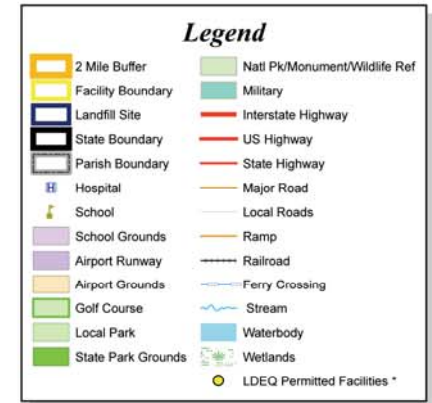 Legend
2 Mile Buffer
Facility Boundary
Landfill Site
State Boundary
Parish Boundary
H Hospital
School
School Grounds
Airport Runway
Airport Grounds
Golf Course
Local Park
State Park Grounds
Natl Pk/Monument/Wildlife Ref
Military
Interstate Highway
US Highway
State Highway
Major Road
Local Roads
Ramp
Railroad
Ferry Crossing
Stream
Waterbody
Wetlands
LDEQ Permitted Facilities *